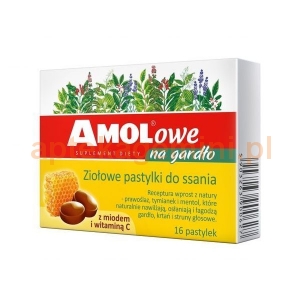 AMOLowe
SUPLEMENT DIETY
na gardło
Ziołowe pastylki do ssania
Receptura wprost z natury
- prawoślaz, tymianek i mentol, które
naturalnie nawilżają, osłaniają i łagodzą
gardło, krtań i struny głosowe.
z miodem
i witaminą C
16 pastylek